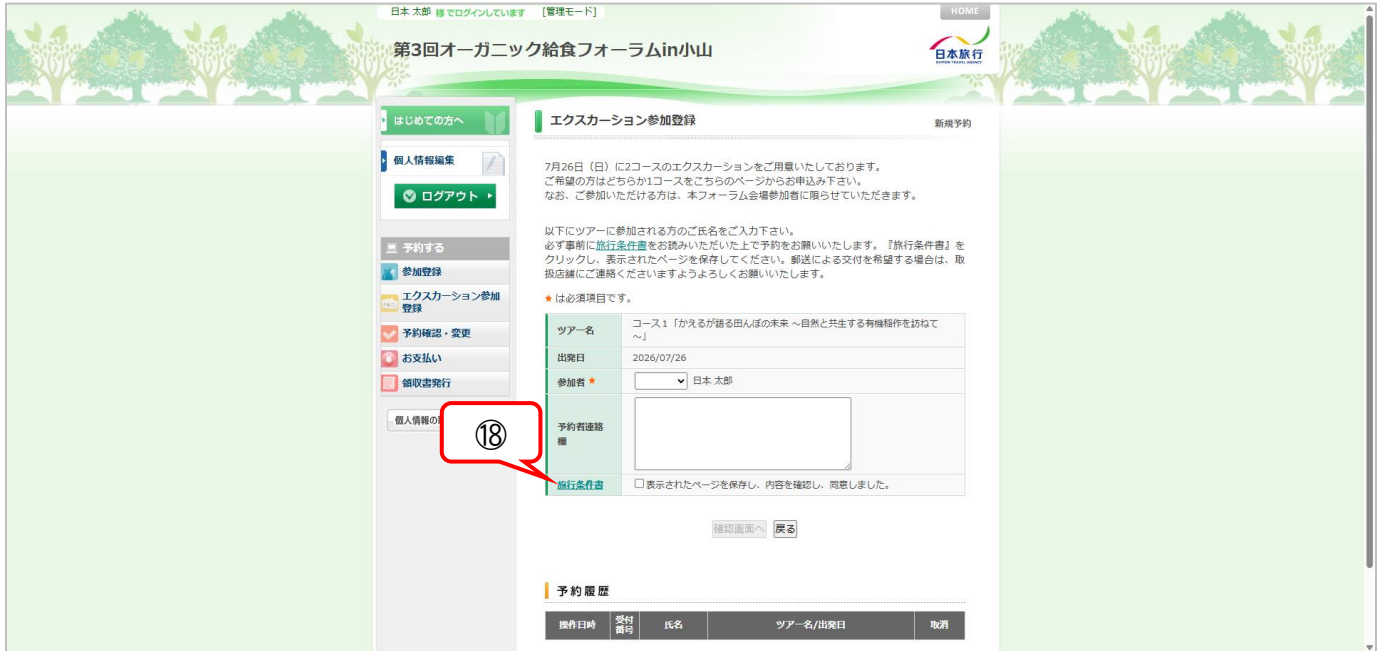 日本 太郎 様 でログインしています [管理モード]
HOME
第3回オーガニック給食フォーラムin小山
日本旅行
NIPPON TRAVEL AGENCY
はじめての方へ
個人情報編集
ログアウト
予約する
参加登録
エクスカーション参加
登録
予約確認・変更
お支払い
領収書発行
個人情報の
⑱
エクスカーション参加登録
新規予約
7月26日（日）に2コースのエクスカーションをご用意いたしております。
ご希望の方はどちらか1コースをこちらのページからお申込み下さい。
なお、ご参加いただける方は、本フォーラム会場参加者に限らせていただきます。
以下にツアーに参加される方のご氏名をご入力下さい。
必ず事前に旅行条件書をお読みいただいた上で予約をお願いいたします。『旅行条件書』を
クリックし、表示されたページを保存してください。郵送による交付を希望する場合は、取
扱店舗にご連絡くださいますようよろしくお願いいたします。
★ は必須項目です。
ツアー名
コース１「かえるが語る田んぼの未来 ～自然と共生する有機稲作を訪ねて
～」
出発日
2026/07/26
参加者 ★
日本 太郎
予約者連絡
欄
旅行条件書
表示されたページを保存し、内容を確認し、同意しました。
確認画面へ 戻る
予約履歴
操作日時
受付
番号
氏名
ツアー名/出発日
取消